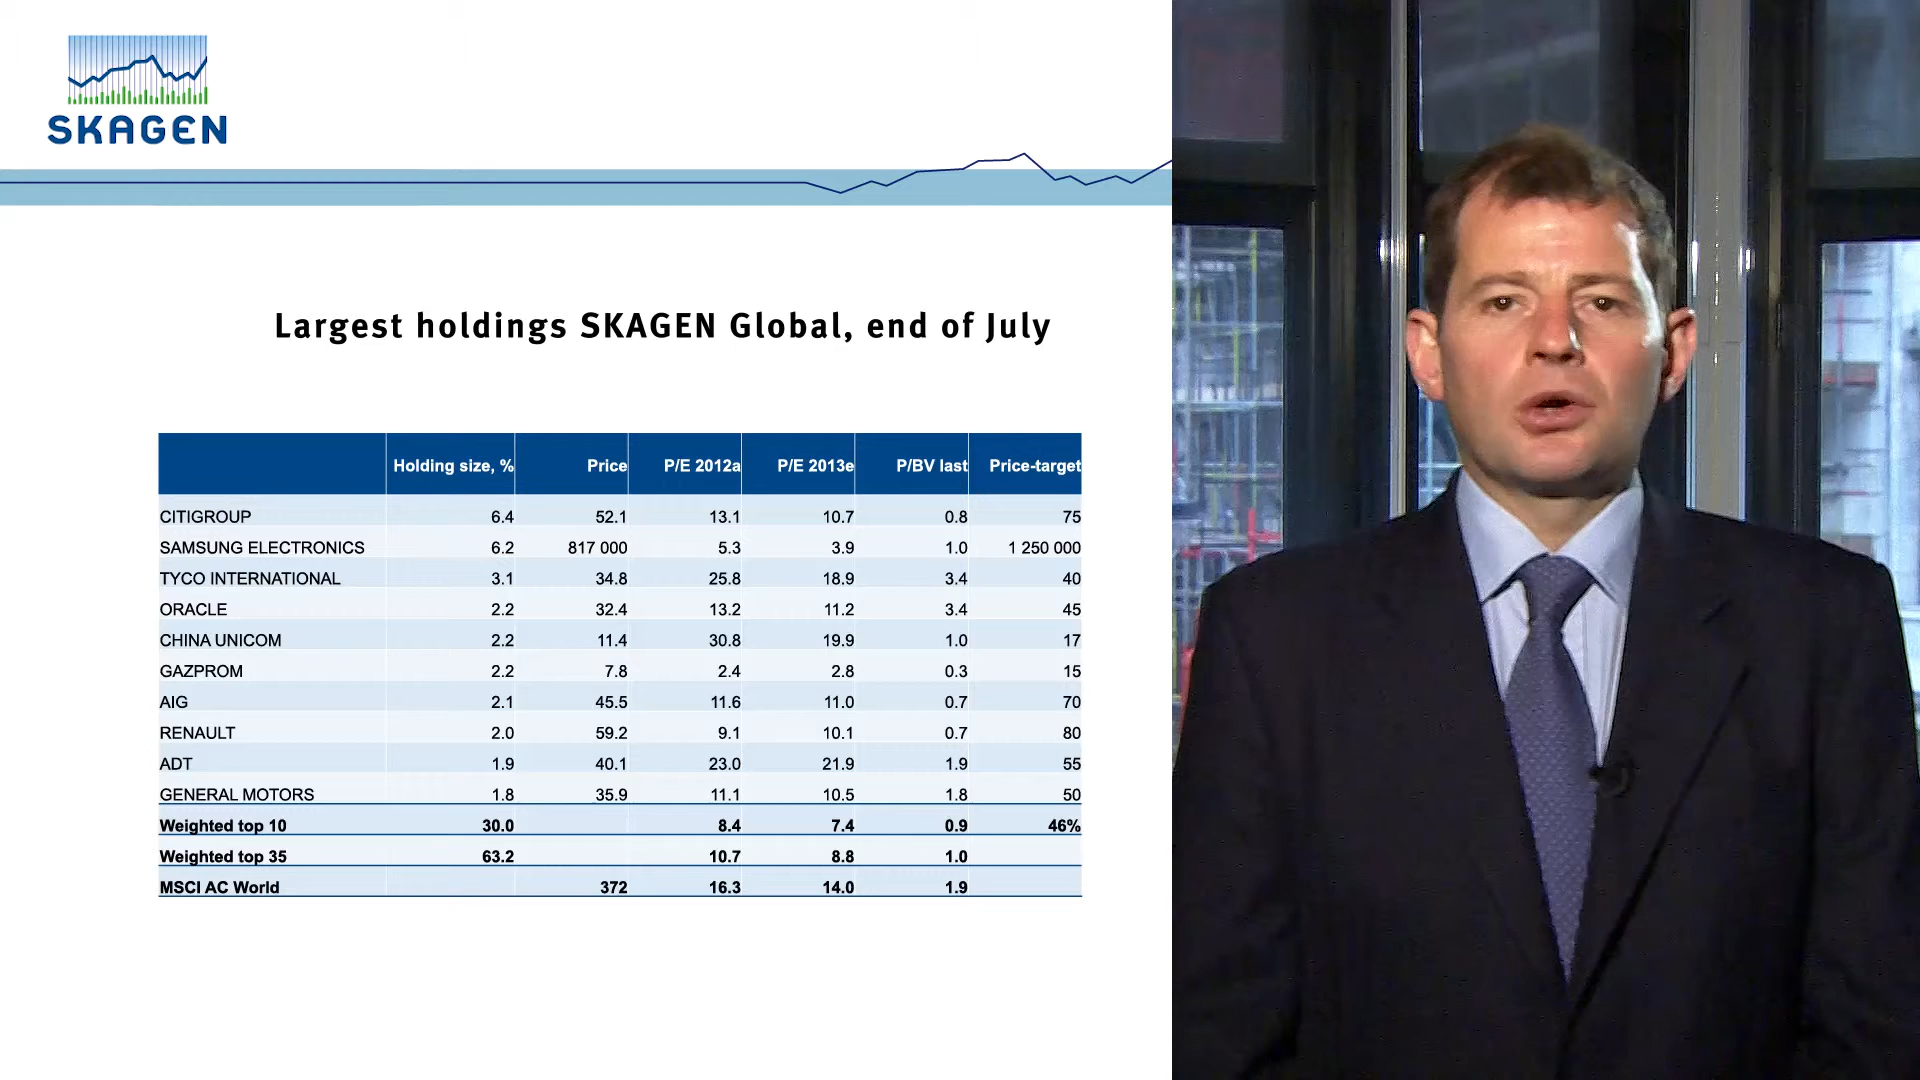 SKAGEN
Largest holdings SKAGEN Global, end of July
Holding size, % Price P/E 2012a P/E 2013e P/BV last Price-target
CITIGROUP 6.4 52.1 13.1 10.7 0.8 75
SAMSUNG ELECTRONICS 6.2 817 000 5.3 3.9 1.0 1 250 000
TYCO INTERNATIONAL 3.1 34.8 25.8 18.9 3.4 40
ORACLE 2.2 32.4 13.2 11.2 3.4 45
CHINA UNICOM 2.2 11.4 30.8 19.9 1.0 17
GAZPROM 2.2 7.8 2.4 2.8 0.3 15
AIG 2.1 45.5 11.6 11.0 0.7 70
RENAULT 2.0 59.2 9.1 10.1 0.7 80
ADT 1.9 40.1 23.0 21.9 1.9 55
GENERAL MOTORS 1.8 35.9 11.1 10.5 1.8 50
Weighted top 10 30.0 8.4 7.4 0.9 46%
Weighted top 35 63.2 10.7 8.8 1.0
MSCI AC World 372 16.3 14.0 1.9